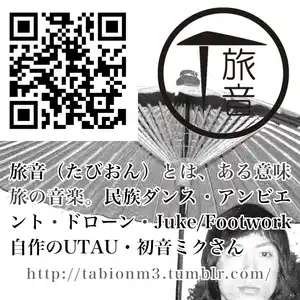 旅音
旅音（たびおん）とは、ある意味
旅の音楽。民族ダンス・アンビエ
ント・ドローン・Juke/Footwork
自作のUTAU・初音ミクさん
http://tabionm3.tumblr.com/